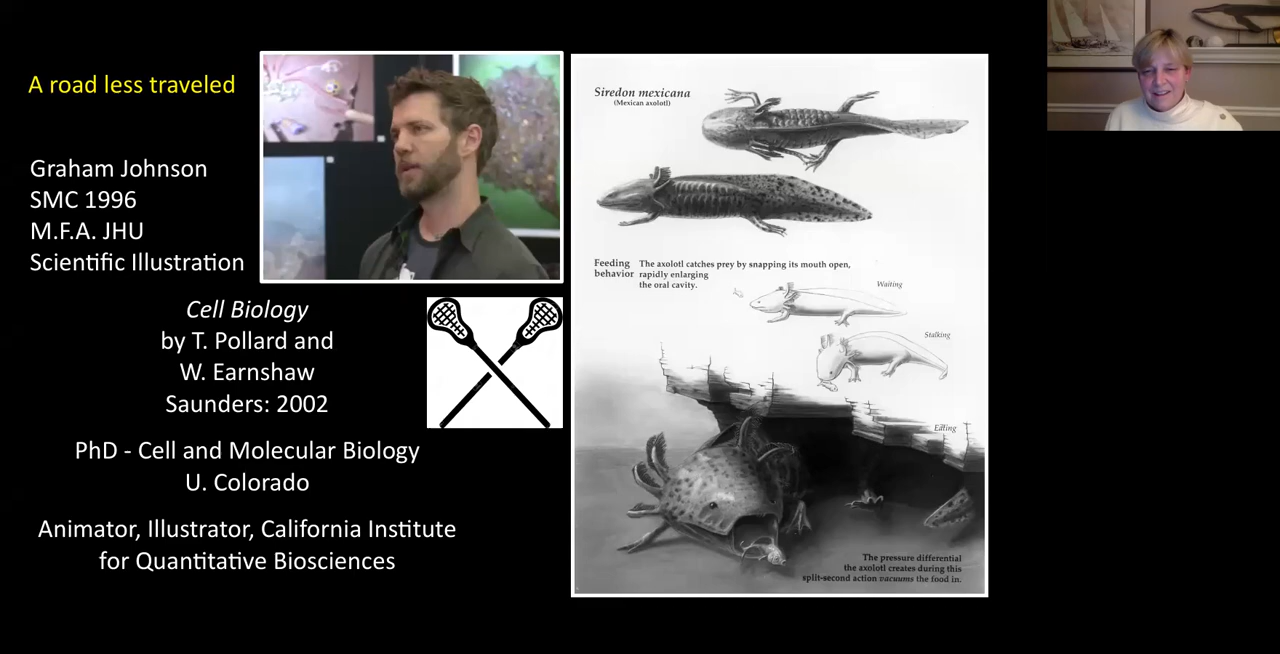 A road less traveled
Graham Johnson
SMC 1996
M.F.A. JHU
Scientific Illustration
Cell Biology
by T. Pollard and
W. Earnshaw
Saunders: 2002
PhD - Cell and Molecular Biology
U. Colorado
Animator, Illustrator, California Institute
for Quantitative Biosciences
Siredon mexicana
(Mexican axolotl)
Feeding behavior
The axolotl catches prey by snapping its mouth open,
rapidly enlarging
the oral cavity.
Waiting
Stalking
Eating
The pressure differential
the axolotl creates during this
split-second action vacuums the food in.